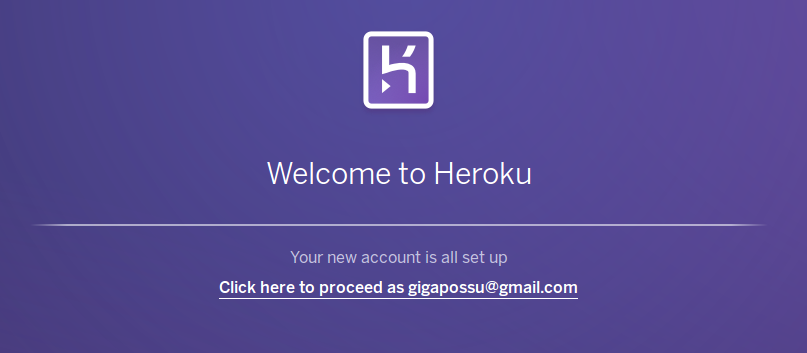 Welcome to Heroku
Your new account is all set up
Click here to proceed as gigapossu@gmail.com